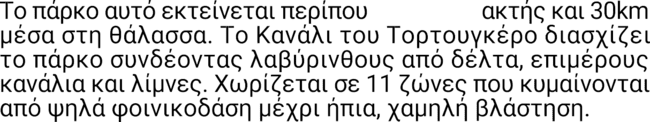 Το πάρκο αυτό εκτείνεται περίπου ακτής και 30km
μέσα στη θάλασσα. Το Κανάλι του Τορτουγκέρο διασχίζει
το πάρκο συνδέοντας λαβύρινθους από δέλτα, επιμέρους
κανάλια και λίμνες. Χωρίζεται σε 11 ζώνες που κυμαίνονται
από ψηλά φοινικοδάση μέχρι ήπια, χαμηλή βλάστηση.